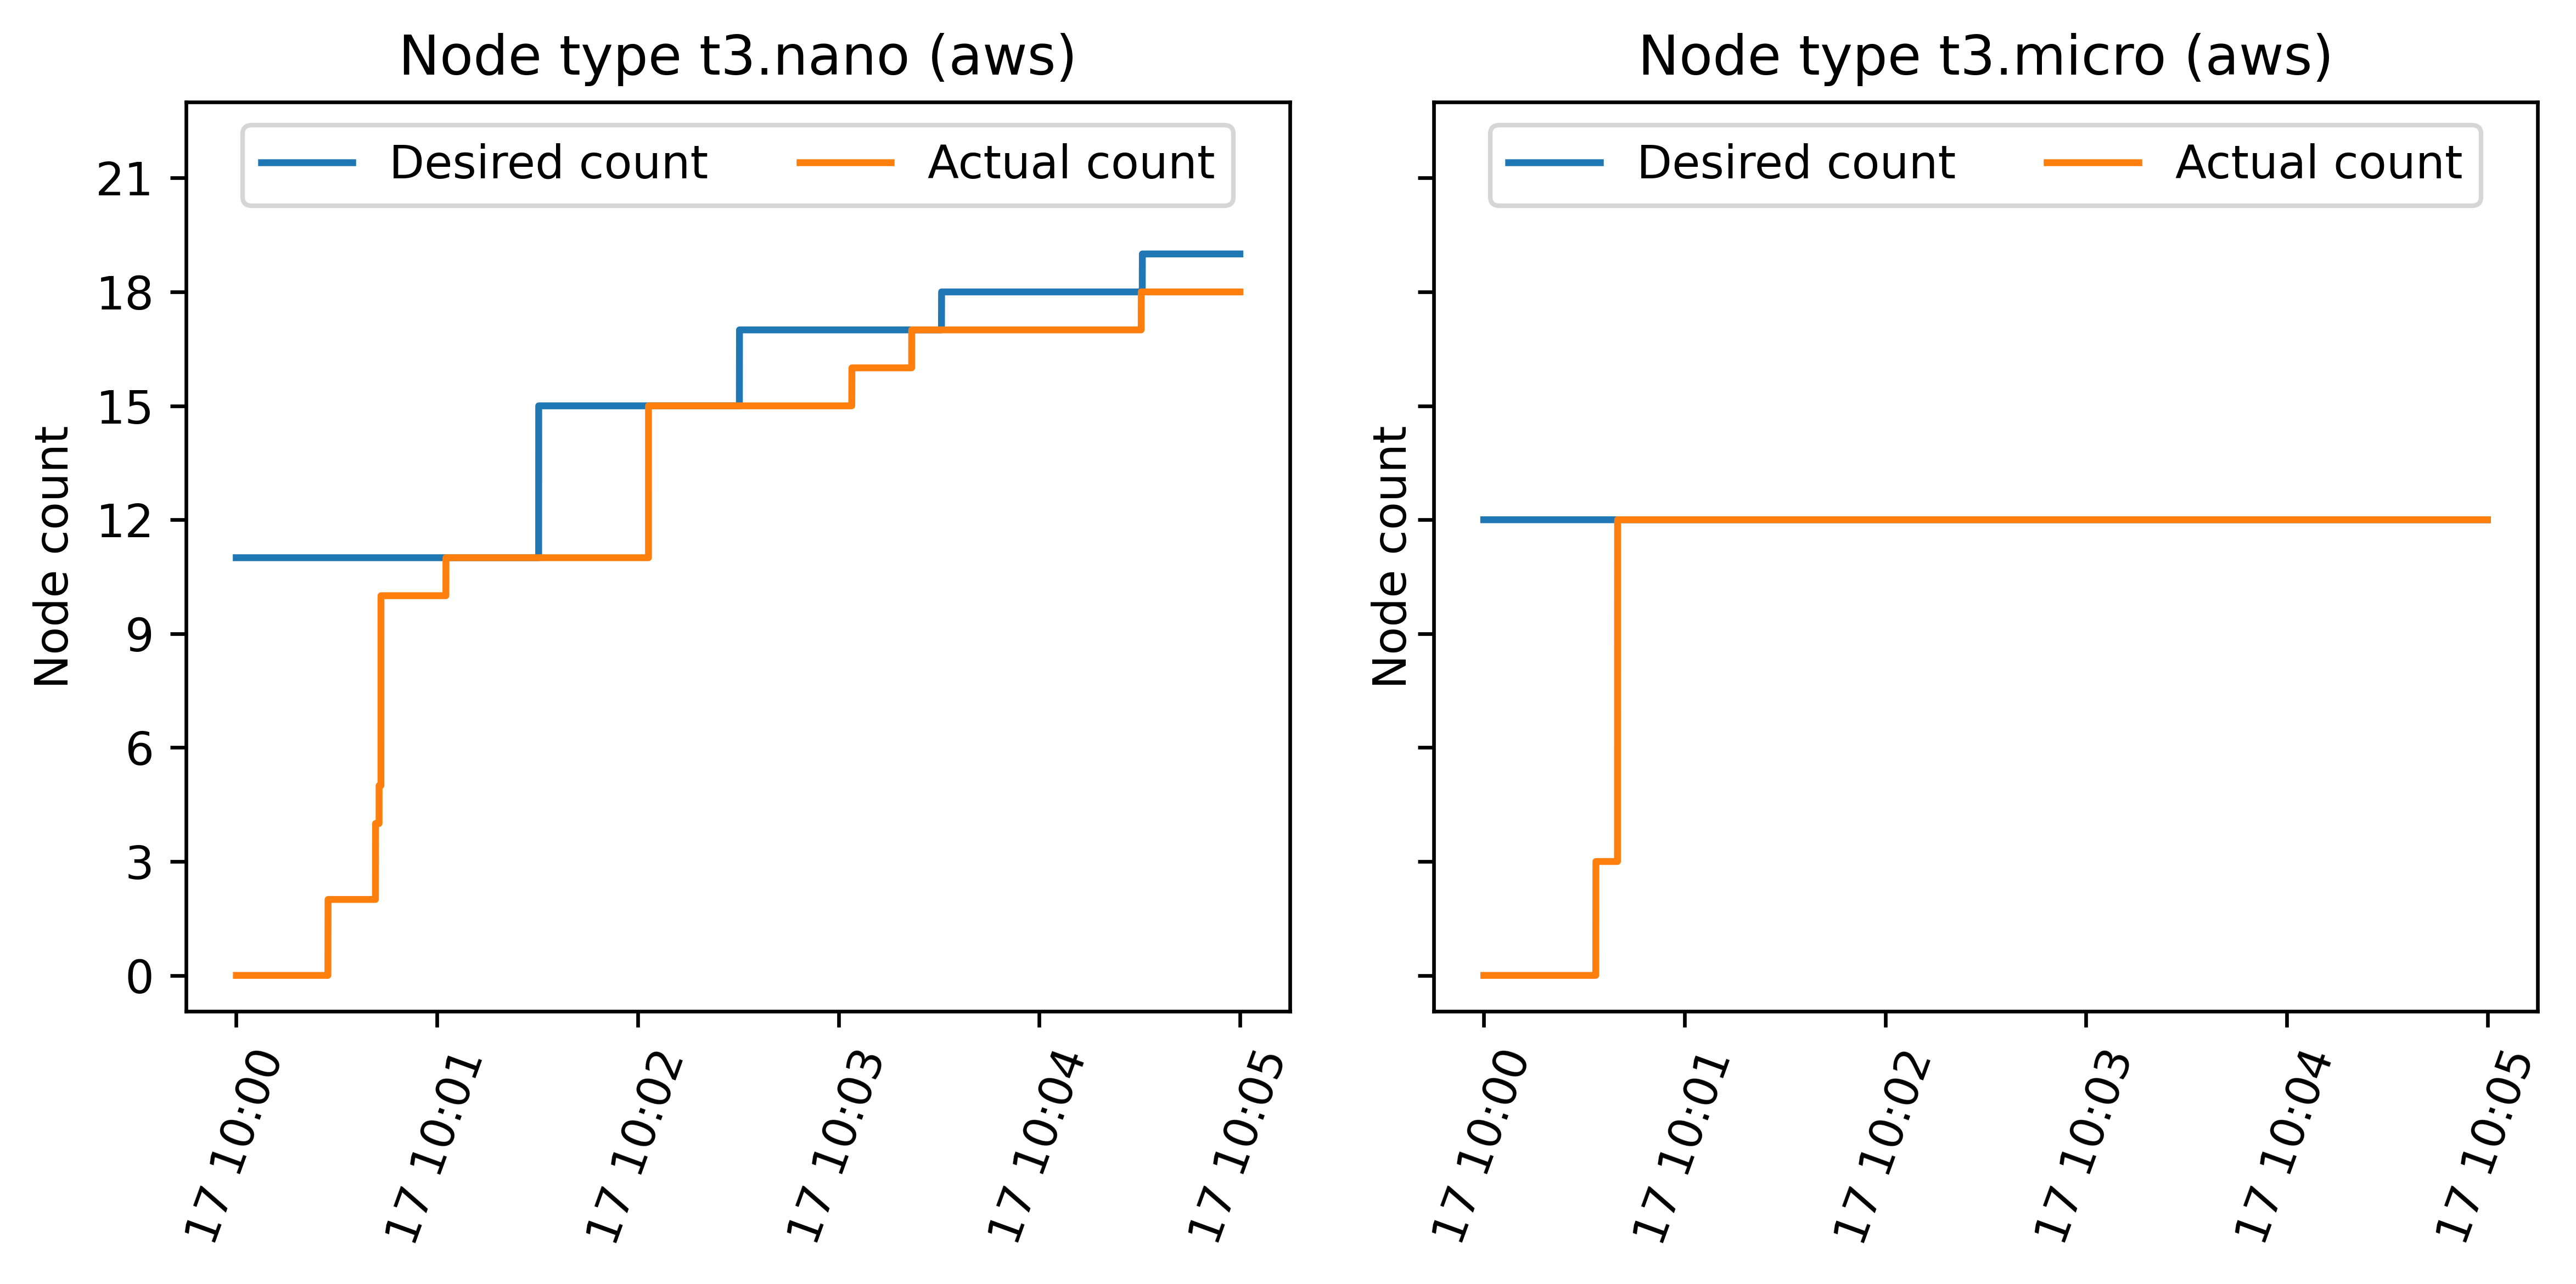 Node type t3.nano (aws)
Desired count
Actual count
Node count
21
18
15
12
9
6
3
0
17 10:00
17 10:01
17 10:02
17 10:03
17 10:04
17 10:05
Node type t3.micro (aws)
Desired count
Actual count
Node count
17 10:00
17 10:01
17 10:02
17 10:03
17 10:04
17 10:05